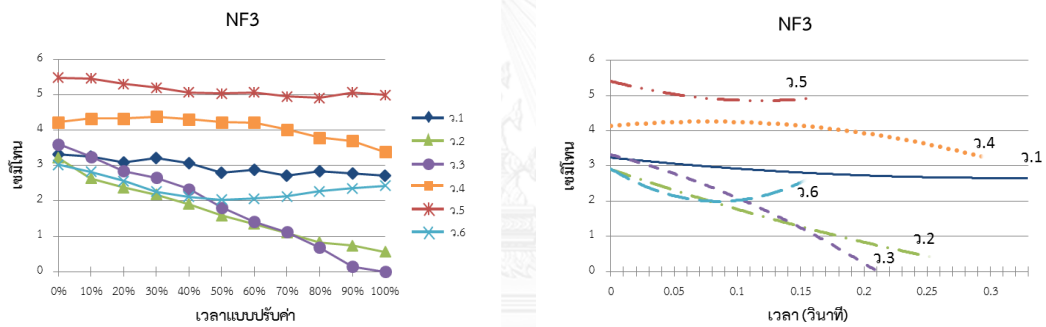 NF3
6
5
4
3
2
1
0
เซมิโทน
0% 10% 20% 30% 40% 50% 60% 70% 80% 90% 100%
เวลาแบบปรับค่า
ว.1
ว.2
ว.3
ว.4
ว.5
ว.6
NF3
6
5
4
3
2
1
0
เซมิโทน
ว.5
ว.4
ว.1
ว.6
ว.2
ว.3
0 0.05 0.1 0.15 0.2 0.25 0.3
เวลา (วินาที)